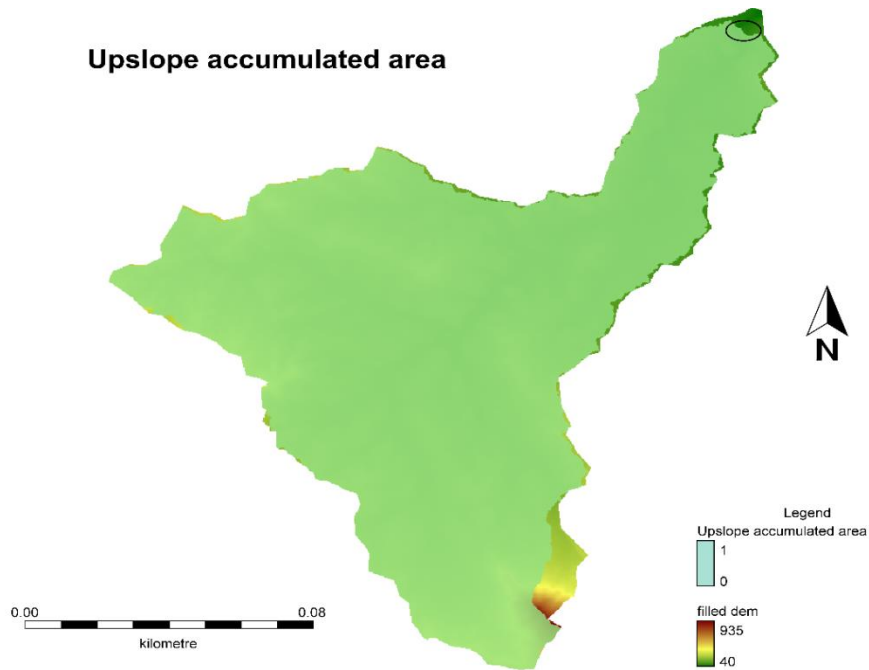 Upslope accumulated area
N
Legend
Upslope accumulated area
1
0
filled dem
935
40
0.00 0.08
kilometre